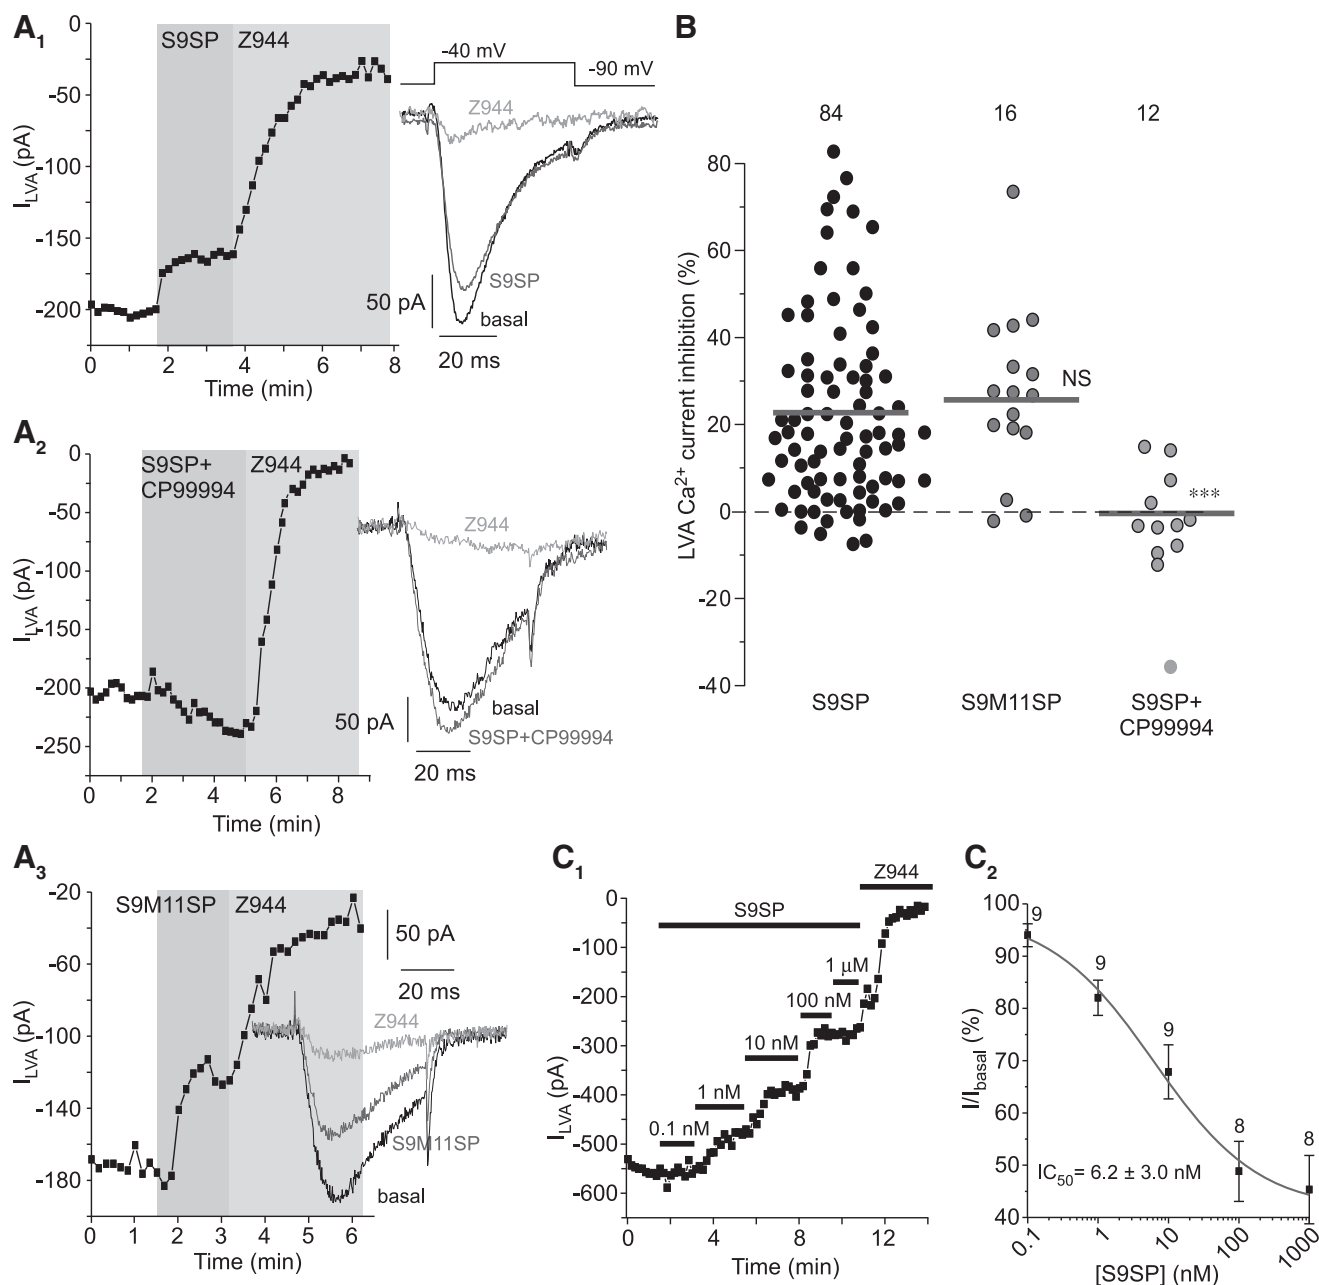 A1
S9SP
Z944
0
-50
-100
-150
-200
ILVA (pA)
0 2 4 6 8
Time (min)
-40 mV
-90 mV
Z944
S9SP
basal
50 pA
20 ms
A2
S9SP+
CP99994
Z944
0
-50
-100
-150
-200
-250
ILVA (pA)
0 2 4 6 8
Time (min)
Z944
basal
S9SP+CP99994
50 pA
20 ms
A3
S9M11SP
Z944
-20
-60
-100
-140
-180
ILVA (pA)
0 1 2 3 4 5 6
Time (min)
50 pA
20 ms
Z944
S9M11SP
basal
B
84 16 12
80
60
40
20
0
-20
-40
LVA Ca2+ current inhibition (%)
NS
***
S9SP
S9M11SP
S9SP+
CP99994
C1
Z944
S9SP
1 μM
100 nM
10 nM
1 nM
0.1 nM
0
-100
-200
-300
-400
-500
-600
ILVA (pA)
0 4 8 12
Time (min)
C2
100
90
80
70
60
50
40
I/Ibasal (%)
9
9
9
8
8
IC50= 6.2 ± 3.0 nM
0.1 1 10 100 1000
[S9SP] (nM)